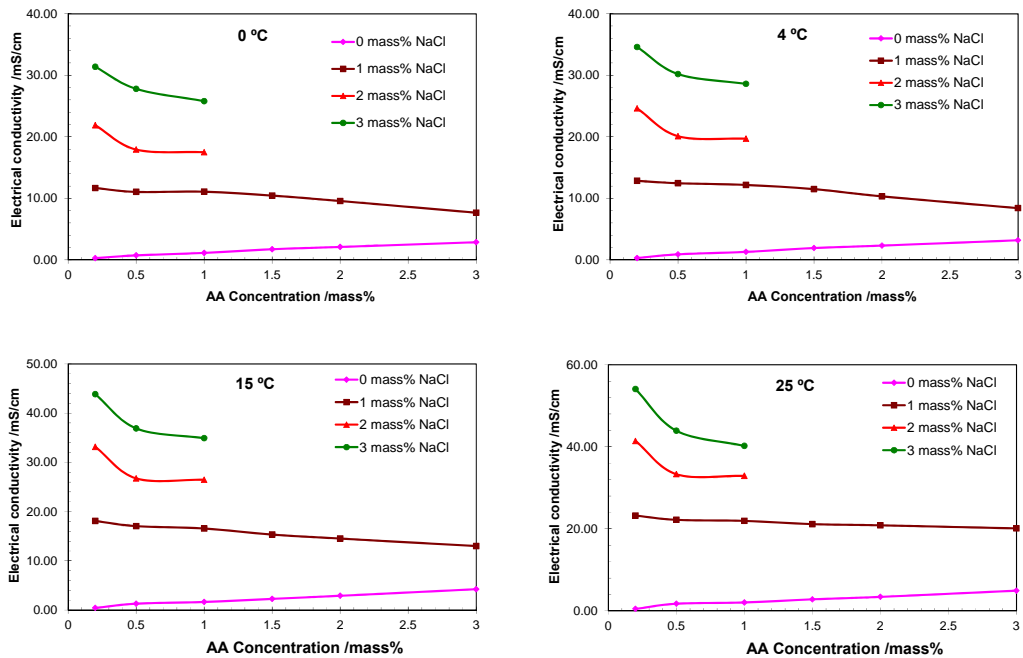 0 ºC
Electrical conductivity /mS/cm
40.00
30.00
20.00
10.00
0.00
0 0.5 1 1.5 2 2.5 3
AA Concentration /mass%
0 mass% NaCl
1 mass% NaCl
2 mass% NaCl
3 mass% NaCl
4 ºC
Electrical conductivity /mS/cm
40.00
30.00
20.00
10.00
0.00
0 0.5 1 1.5 2 2.5 3
AA Concentration /mass%
0 mass% NaCl
1 mass% NaCl
2 mass% NaCl
3 mass% NaCl
15 ºC
Electrical conductivity /mS/cm
50.00
40.00
30.00
20.00
10.00
0.00
0 0.5 1 1.5 2 2.5 3
AA Concentration /mass%
0 mass% NaCl
1 mass% NaCl
2 mass% NaCl
3 mass% NaCl
25 ºC
Electrical conductivity /mS/cm
60.00
40.00
20.00
0.00
0 0.5 1 1.5 2 2.5 3
AA Concentration /mass%
0 mass% NaCl
1 mass% NaCl
2 mass% NaCl
3 mass% NaCl